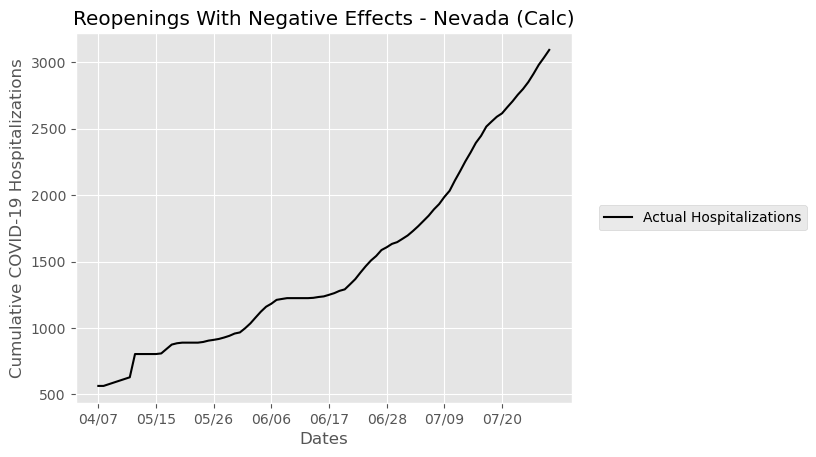 Reopenings With Negative Effects - Nevada (Calc)
Cumulative COVID-19 Hospitalizations
3000
2500
2000
1500
1000
500
04/07 05/15 05/26 06/06 06/17 06/28 07/09 07/20
Dates
Actual Hospitalizations